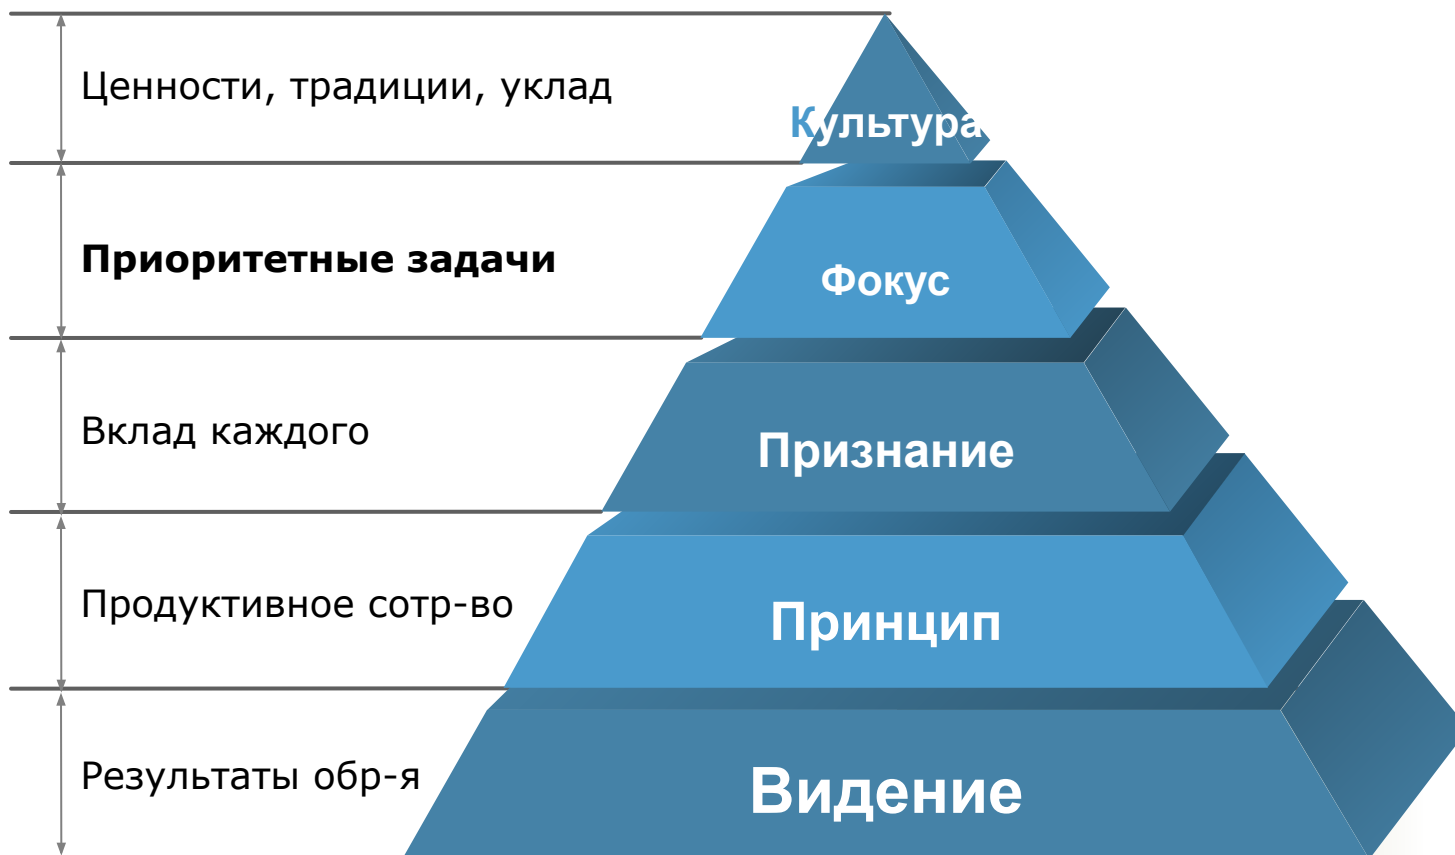 Ценности, традиции, уклад
Культура
Приоритетные задачи
Фокус
Вклад каждого
Признание
Продуктивное сотр-во
Принцип
Результаты обр-я
Видение